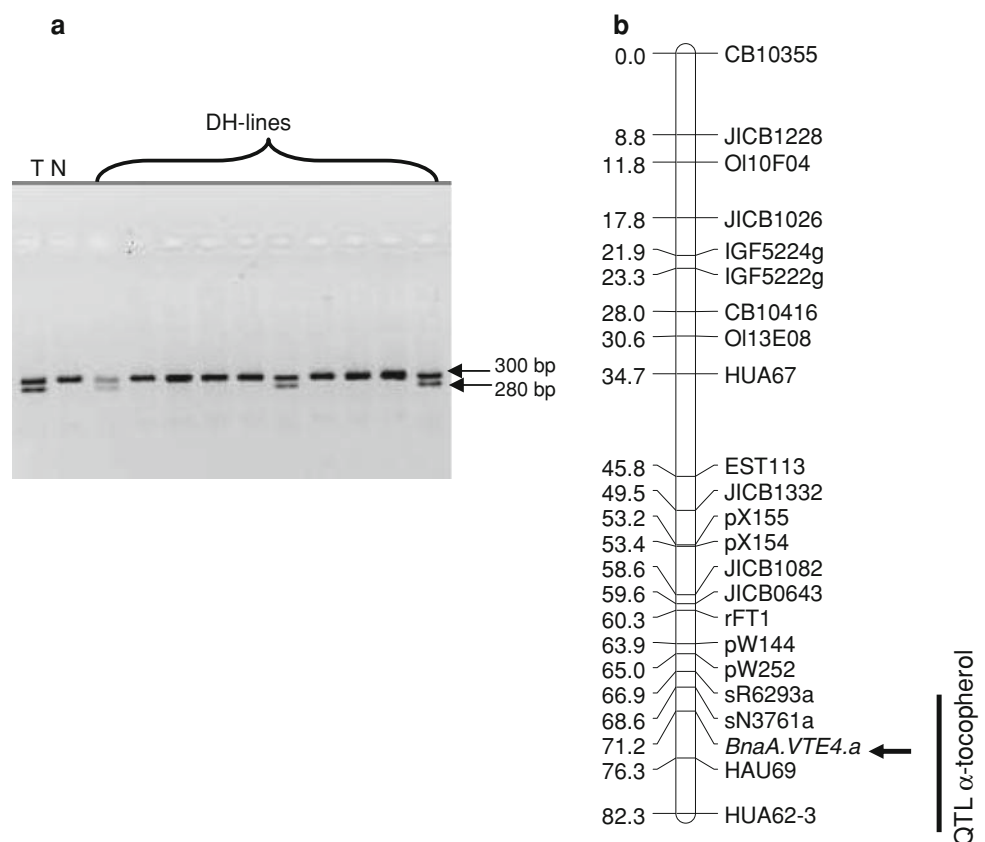 a
DH-lines
T N
300 bp
280 bp
b
0.0 CB10355
8.8 JICB1228
11.8 Ol10F04
17.8 JICB1026
21.9 IGF5224g
23.3 IGF5222g
28.0 CB10416
30.6 Ol13E08
34.7 HUA67
45.8 EST113
49.5 JICB1332
53.2 pX155
53.4 pX154
58.6 JICB1082
59.6 JICB0643
60.3 rFT1
63.9 pW144
65.0 pW252
66.9 sR6293a
68.6 sN3761a
71.2 BnaA.VTE4.a
76.3 HAU69
82.3 HUA62-3
QTL α-tocopherol